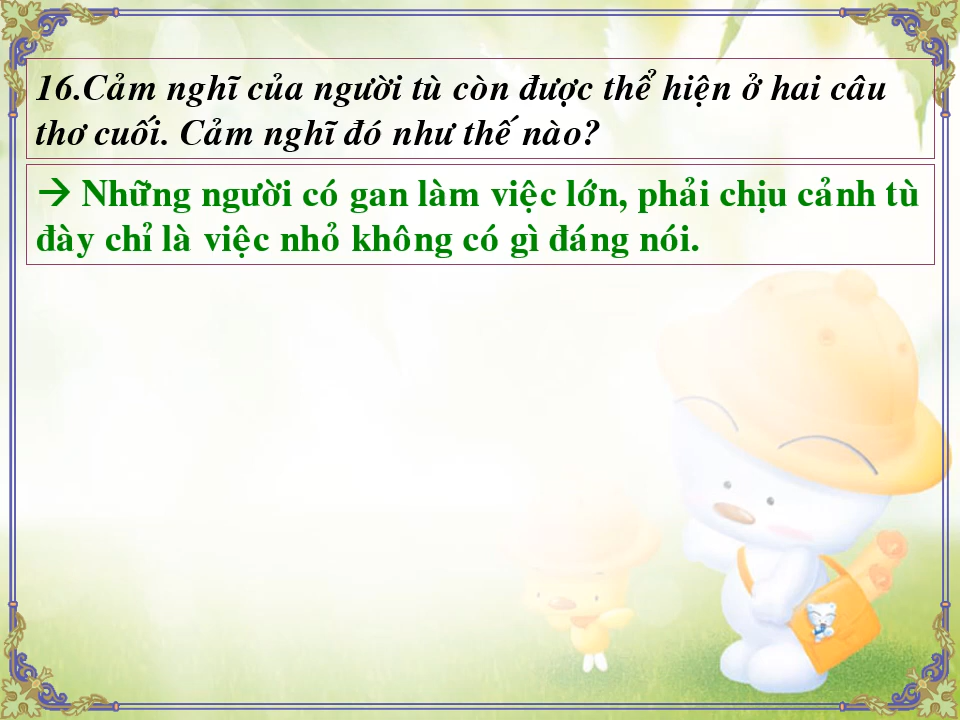 16.Cảm nghĩ của người tù còn được thể hiện ở hai câu
thơ cuối. Cảm nghĩ đó như thế nào?
→ Những người có gan làm việc lớn, phải chịu cảnh tù
đày chỉ là việc nhỏ không có gì đáng nói.